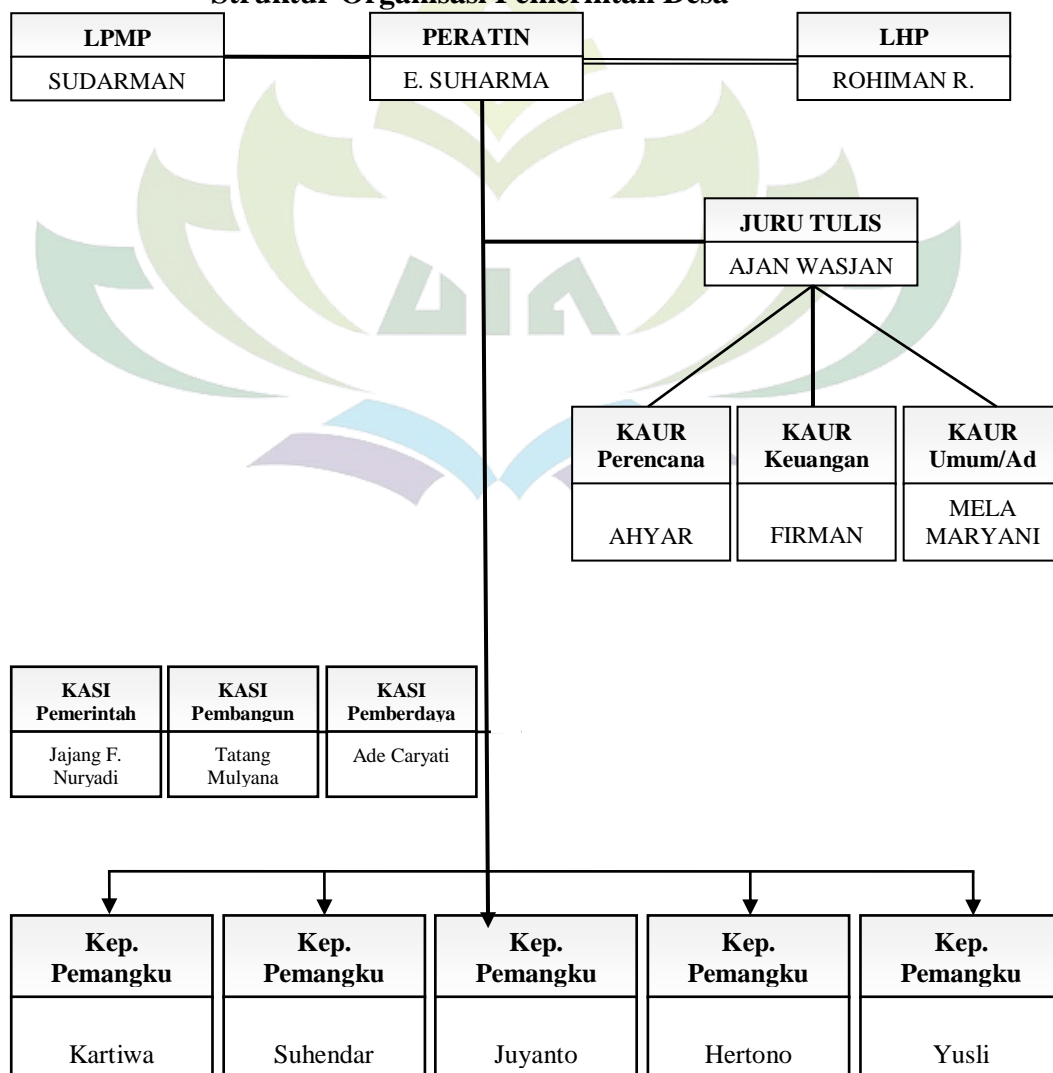 Struktur Organisasi Pemerintah Desa
LPMP
SUDARMAN
PERATIN
E. SUHARMA
LHP
ROHIMAN R.
JURU TULIS
AJAN WASJAN
KAUR
Perencana
AHYAR
KAUR
Keuangan
FIRMAN
KAUR
Umum/Ad
MELA
MARYANI
KASI
Pemerintah
Jajang F.
Nuryadi
KASI
Pembangun
Tatang
Mulyana
KASI
Pemberdaya
Ade Caryati
Kep.
Pemangku
Kartiwa
Kep.
Pemangku
Suhendar
Kep.
Pemangku
Juyanto
Kep.
Pemangku
Hertono
Kep.
Pemangku
Yusli